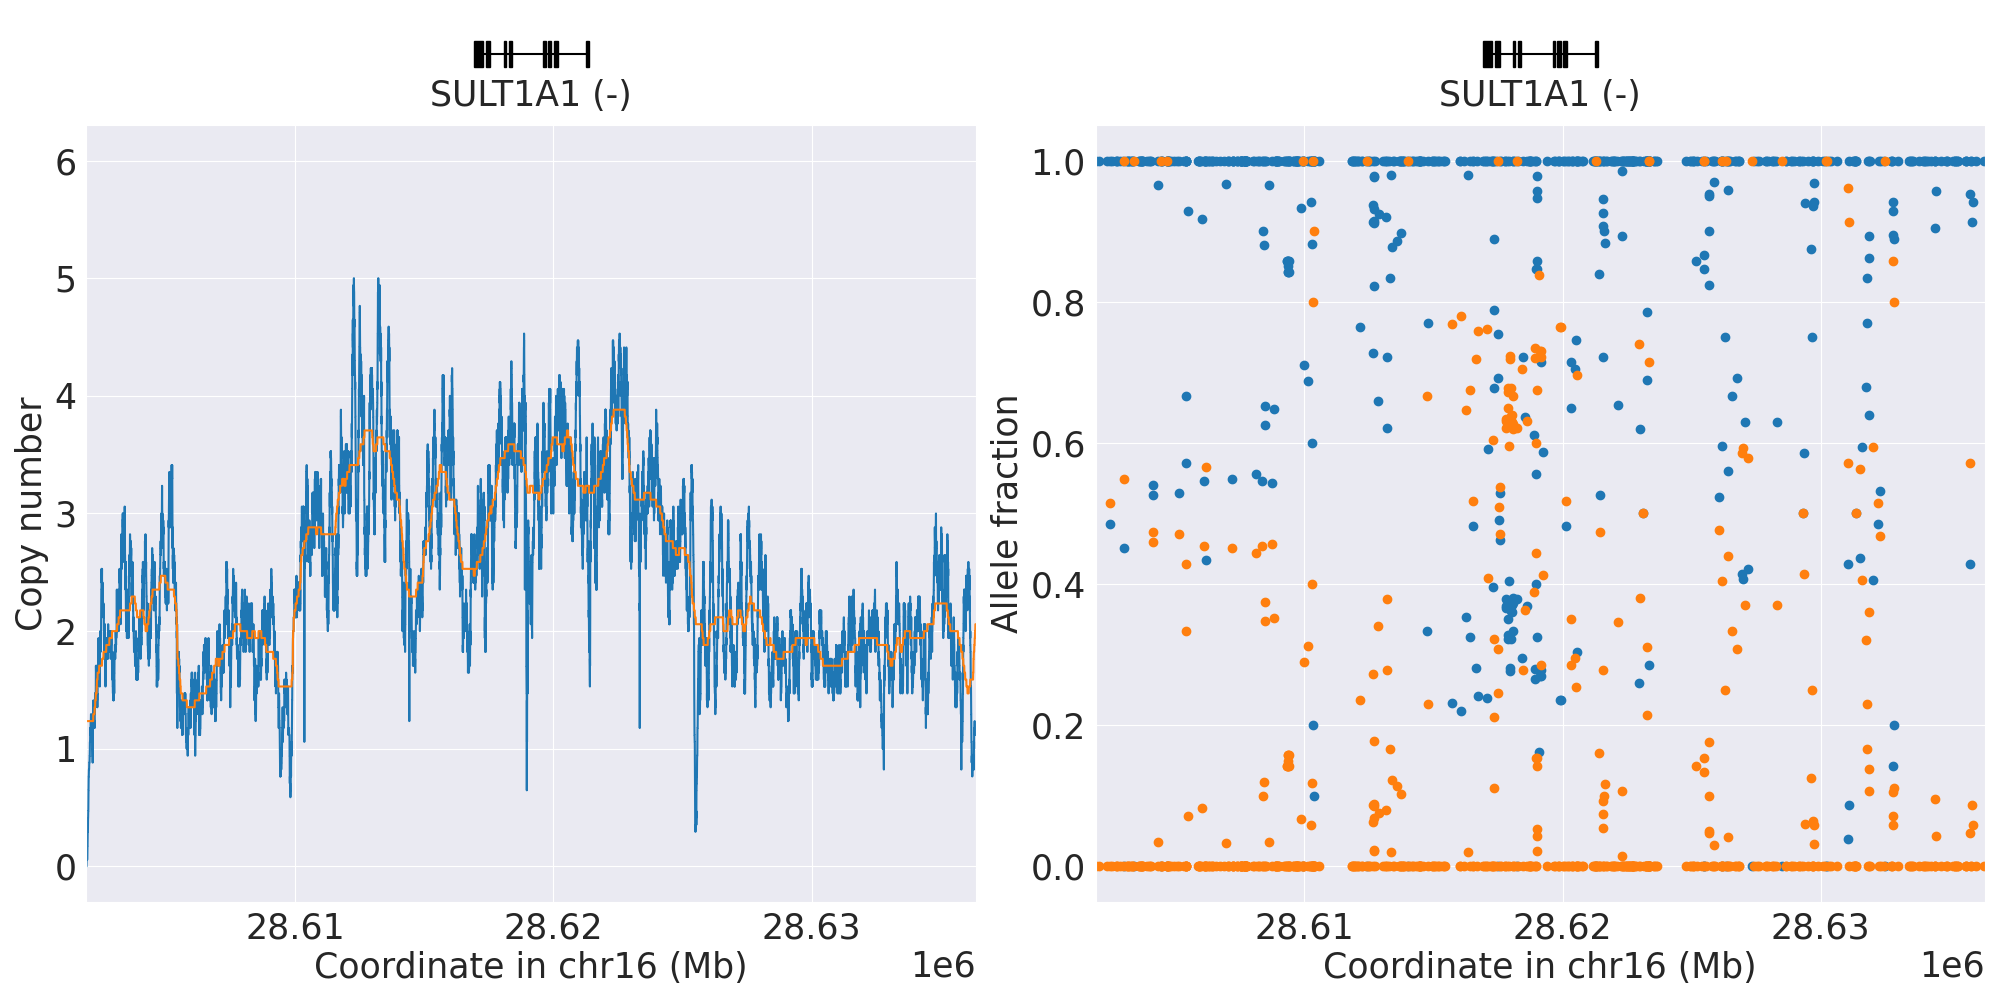 SULT1A1 (-)
6
5
4
3
2
1
0
Copy number
28.61
28.62
28.63
Coordinate in chr16 (Mb)
1e6
SULT1A1 (-)
1.0
0.8
0.6
0.4
0.2
0.0
Allele fraction
28.61
28.62
28.63
Coordinate in chr16 (Mb)
1e6